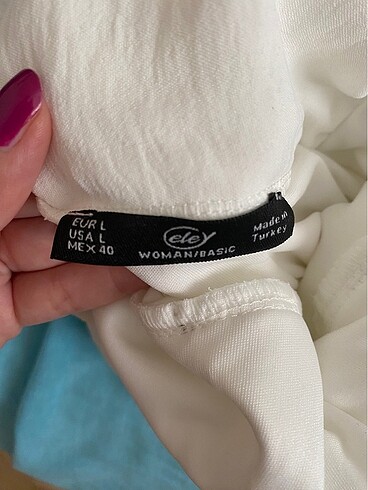 EUR L
USA L
MEX 40
eley
WOMAN/BASIC
Made in
Turkey